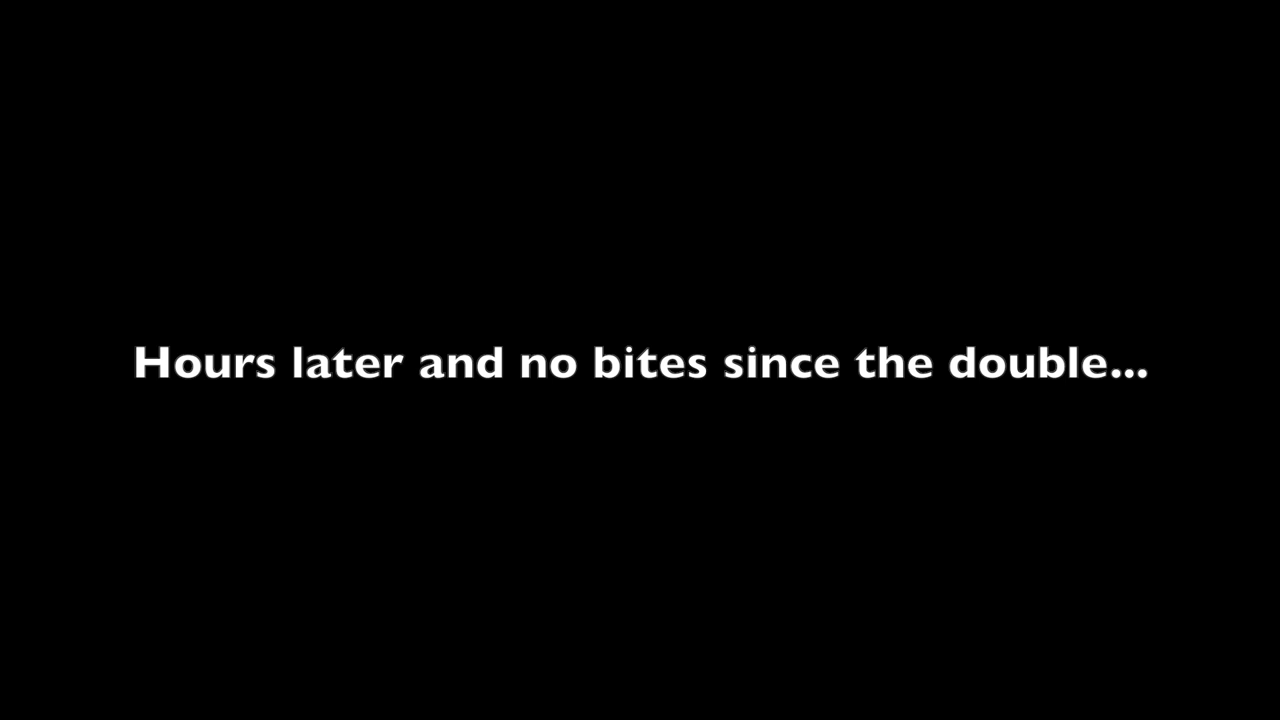 Hours later and no bites since the double...